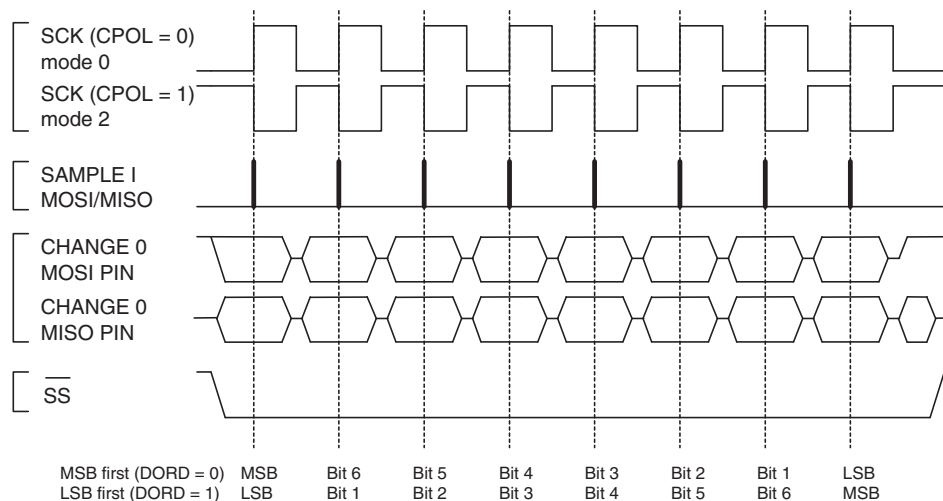 SCK (CPOL = 0)
mode 0
SCK (CPOL = 1)
mode 2
SAMPLE I
MOSI/MISO
CHANGE 0
MOSI PIN
CHANGE 0
MISO PIN
SS
MSB first (DORD = 0) MSB Bit 6 Bit 5 Bit 4 Bit 3 Bit 2 Bit 1 LSB
LSB first (DORD = 1) LSB Bit 1 Bit 2 Bit 3 Bit 4 Bit 5 Bit 6 MSB